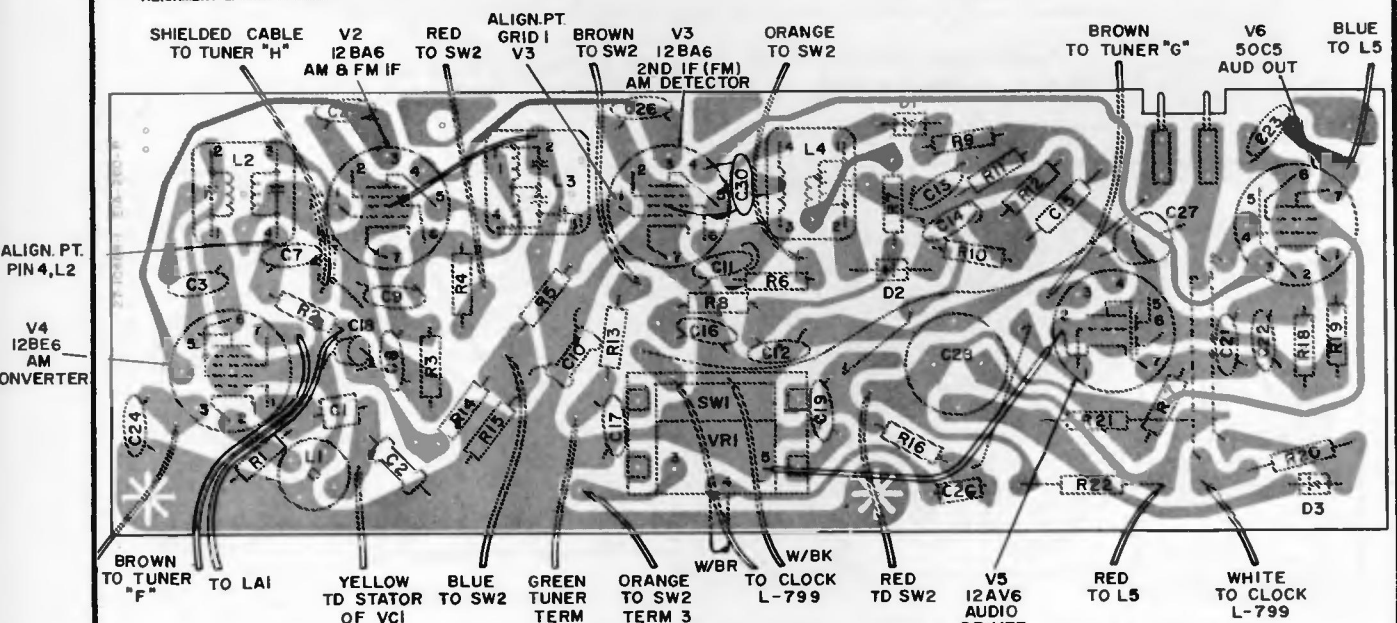 SHIELDED CABLE
TO TUNER "H"
V2
12BA6
AM & FM IF
RED
TO SW2
ALIGN. PT.
GRID 1
V3
BROWN
TO SW2
V3
12BA6
2ND IF (FM)
AM DETECTOR
ORANGE
TO SW2
BROWN
TO TUNER "G"
V6
50C5
AUD OUT
BLUE
TO L5
ALIGN. PT.
PIN 4, L2
V4
12BE6
AM
ONVERTER
L2
L3
L4
C26
C30
R9
R11
R12
C13
C14
C15
R10
D2
C27
C23
C7
C3
C9
R4
R5
C11
R6
R8
C16
C12
R2
C18
C8
R3
C10
R13
C28
C21
C22
R18
R19
C24
C1
R1
L1
C2
R14
R15
C17
SW1
VR1
C19
R16
C26
R21
R22
R20
D3
BROWN
TO TUNER
"F"
TO LA1
YELLOW
TD STATOR
OF VC1
BLUE
TO SW2
GREEN
TUNER
TERM
ORANGE
TO SW2
TERM 3
W/BR
W/BK
TO CLOCK
L-799
RED
TD SW2
V5
12AV6
AUDIO
RED
TO L5
WHITE
TO CLOCK
L-799